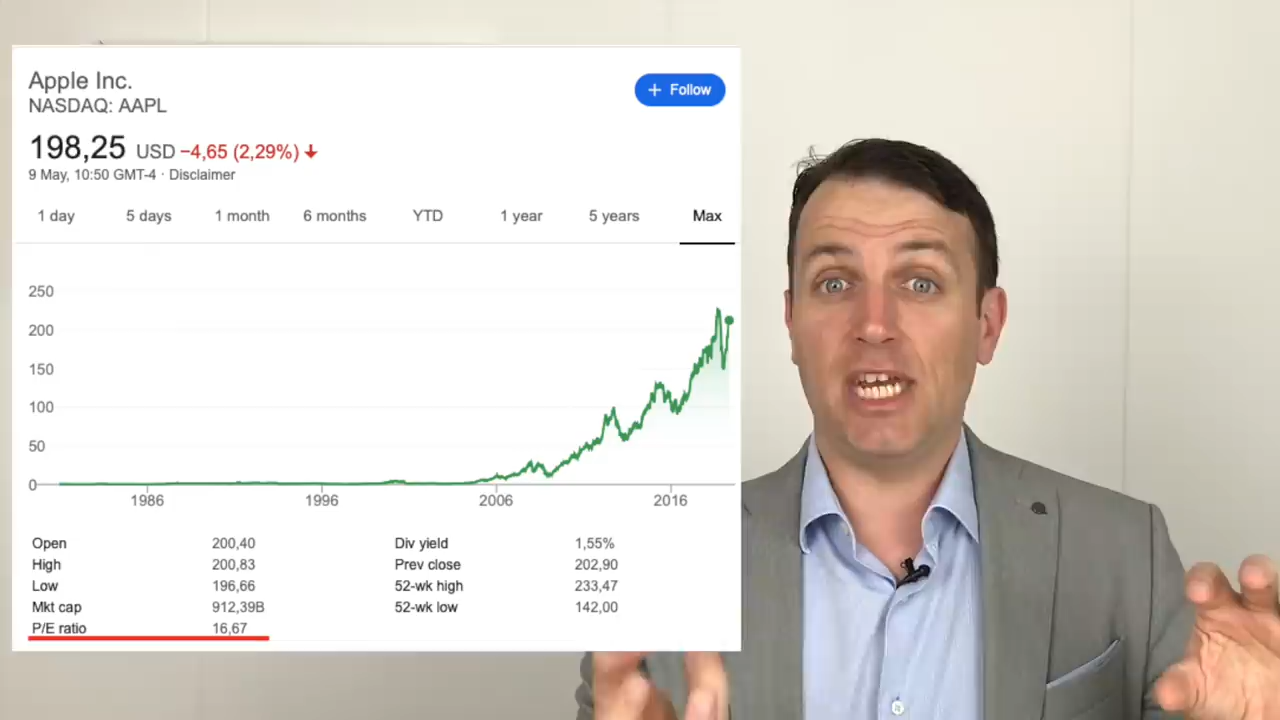 Apple Inc.
NASDAQ: AAPL
+ Follow
198,25 USD −4,65 (2,29%) ↓
9 May, 10:50 GMT-4 · Disclaimer
1 day 5 days 1 month 6 months YTD 1 year 5 years Max
250
200
150
100
50
0
1986 1996 2006 2016
Open 200,40 Div yield 1,55%
High 200,83 Prev close 202,90
Low 196,66 52-wk high 233,47
Mkt cap 912,39B 52-wk low 142,00
P/E ratio 16,67